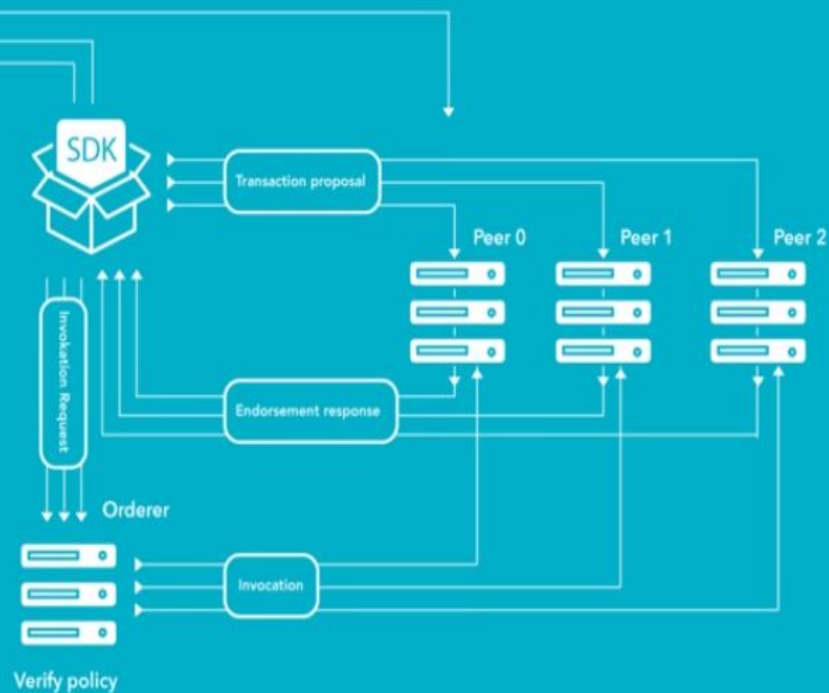 SDK
Transaction proposal
Peer 0
Peer 1
Peer 2
Invokation Request
Endorsement response
Orderer
Invocation
Verify policy